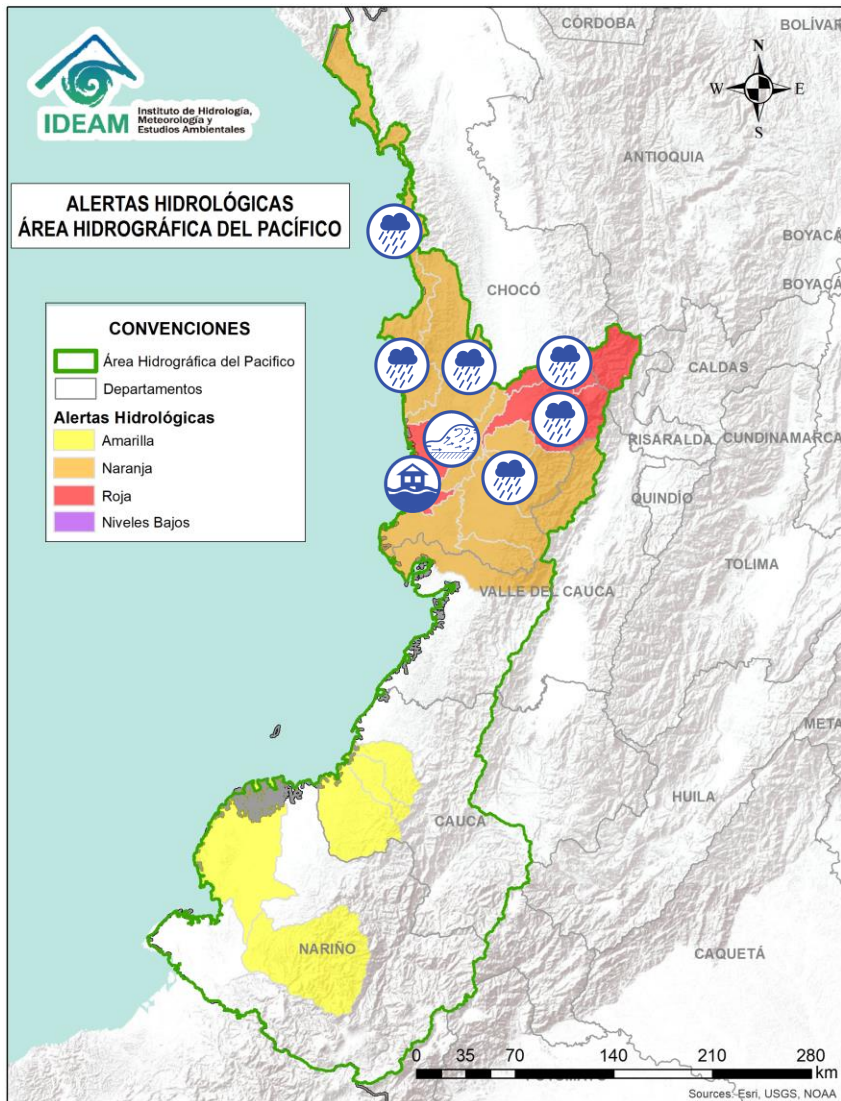 IDEAM
Instituto de Hidrología,
Meteorología y
Estudios Ambientales
ALERTAS HIDROLÓGICAS
ÁREA HIDROGRÁFICA DEL PACÍFICO
CONVENCIONES
Área Hidrográfica del Pacifico
Departamentos
Alertas Hidrológicas
Amarilla
Naranja
Roja
Niveles Bajos
N
W E
S
CÓRDOBA
BOLÍVAR
ANTIOQUIA
BOYACÁ
BOYACÁ
CHOCÓ
CALDAS
RISARALDA
CUNDINAMARCA
QUINDÍO
TOLIMA
VALLE DEL CAUCA
META
HUILA
CAUCA
NARIÑO
CAQUETÁ
0 35 70 140 210 280
km
Sources: Esri, USGS, NOAA